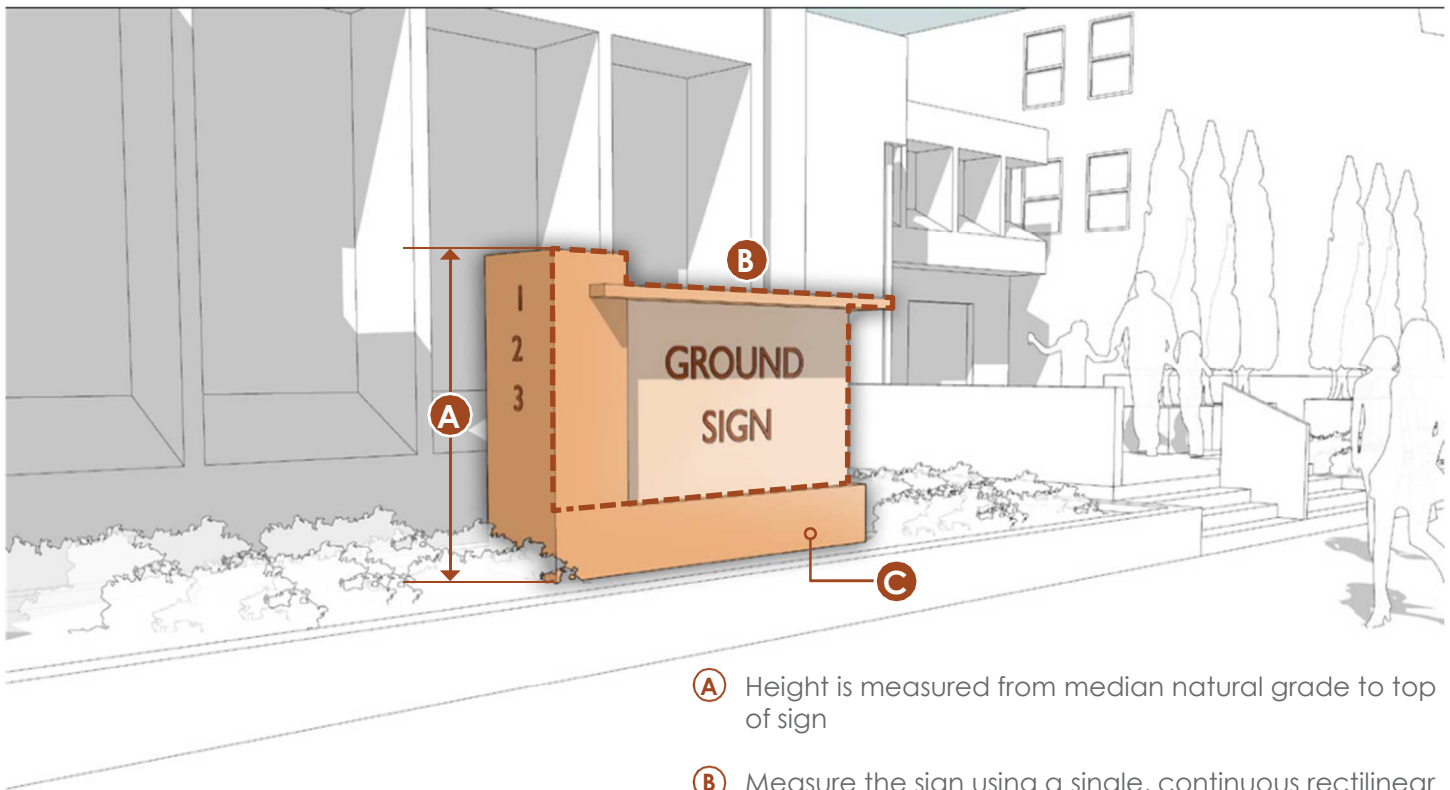 B
1
2
3
GROUND
SIGN
A
C
A Height is measured from median natural grade to top
of sign
B Measure the sign using a single, continuous rectilinear